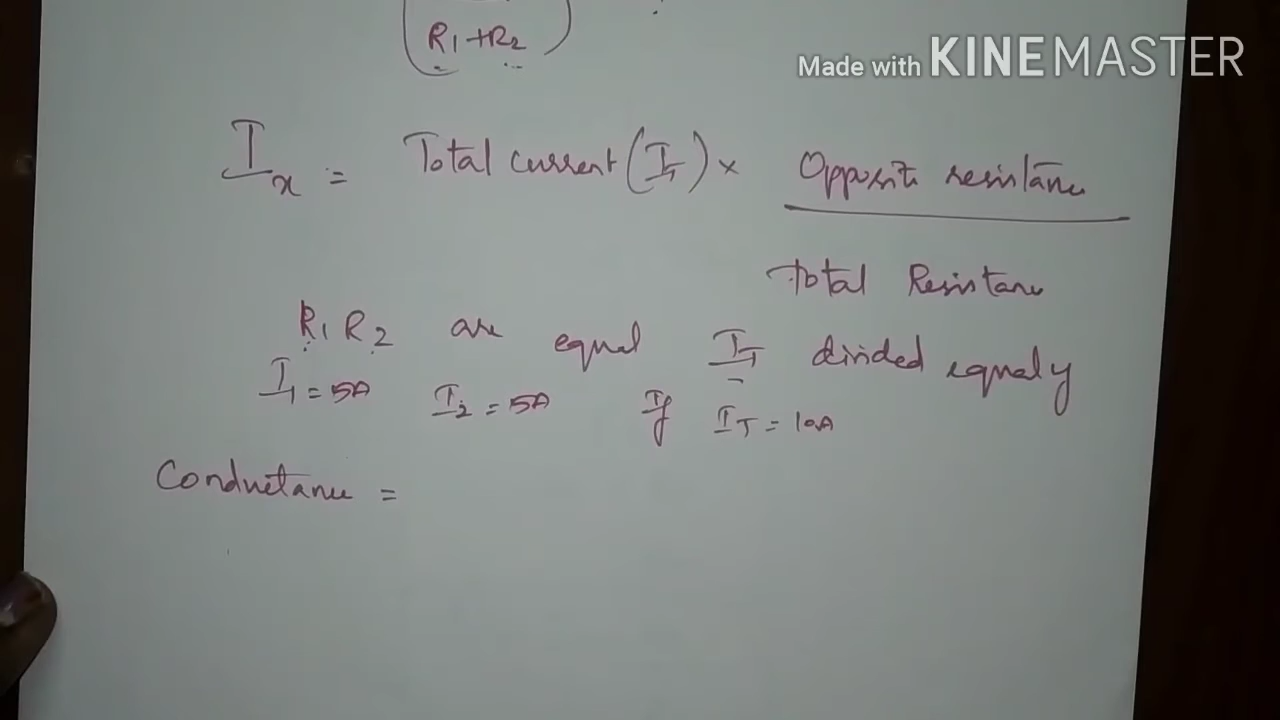 R1+R2
Made with KINEMASTER
Ix = Total current (IT) × Opposite resistance
Total Resistance
R1 R2 are equal IT divided equaly
I1 = 5A I2 = 5A If IT = 10A
Conductance =